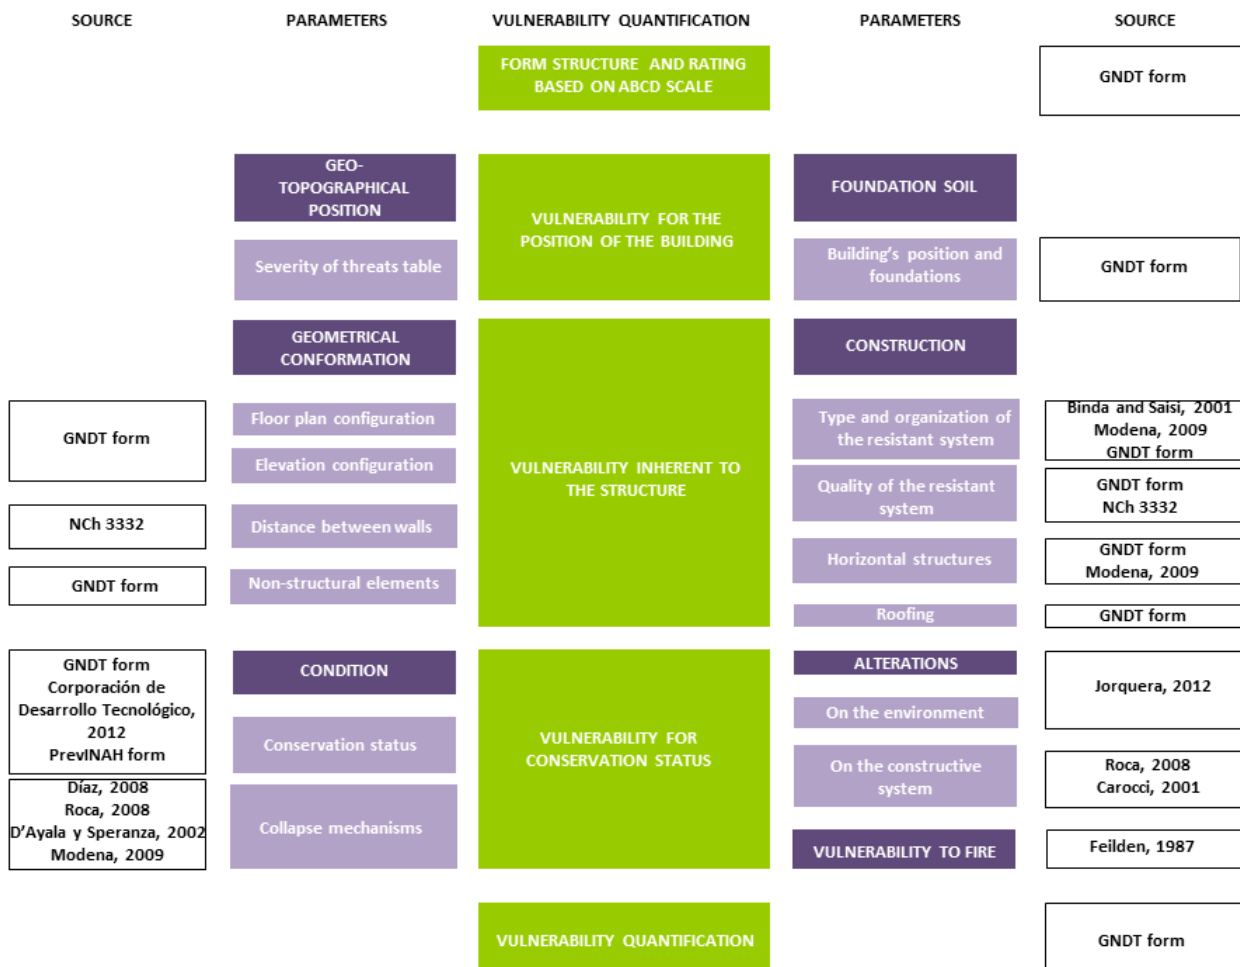 SOURCE
PARAMETERS
VULNERABILITY QUANTIFICATION
PARAMETERS
SOURCE
FORM STRUCTURE AND RATING
BASED ON ABCD SCALE
GNDT form
GEO-
TOPOGRAPHICAL
POSITION
VULNERABILITY FOR THE
POSITION OF THE BUILDING
FOUNDATION SOIL
Severity of threats table
Building's position and
foundations
GNDT form
GEOMETRICAL
CONFORMATION
CONSTRUCTION
GNDT form
Floor plan configuration
Elevation configuration
VULNERABILITY INHERENT TO
THE STRUCTURE
Type and organization of
the resistant system
Binda and Saisi, 2001
Modena, 2009
GNDT form
Quality of the resistant
system
GNDT form
NCh 3332
NCh 3332
Distance between walls
Horizontal structures
GNDT form
Modena, 2009
GNDT form
Non-structural elements
Roofing
GNDT form
GNDT form
Corporación de
Desarrollo Tecnológico,
2012
PrevINAH form
CONDITION
Conservation status
VULNERABILITY FOR
CONSERVATION STATUS
ALTERATIONS
On the environment
Jorquera, 2012
On the constructive
system
Roca, 2008
Carocci, 2001
Díaz, 2008
Roca, 2008
D'Ayala y Speranza, 2002
Modena, 2009
Collapse mechanisms
VULNERABILITY TO FIRE
Feilden, 1987
VULNERABILITY QUANTIFICATION
GNDT form